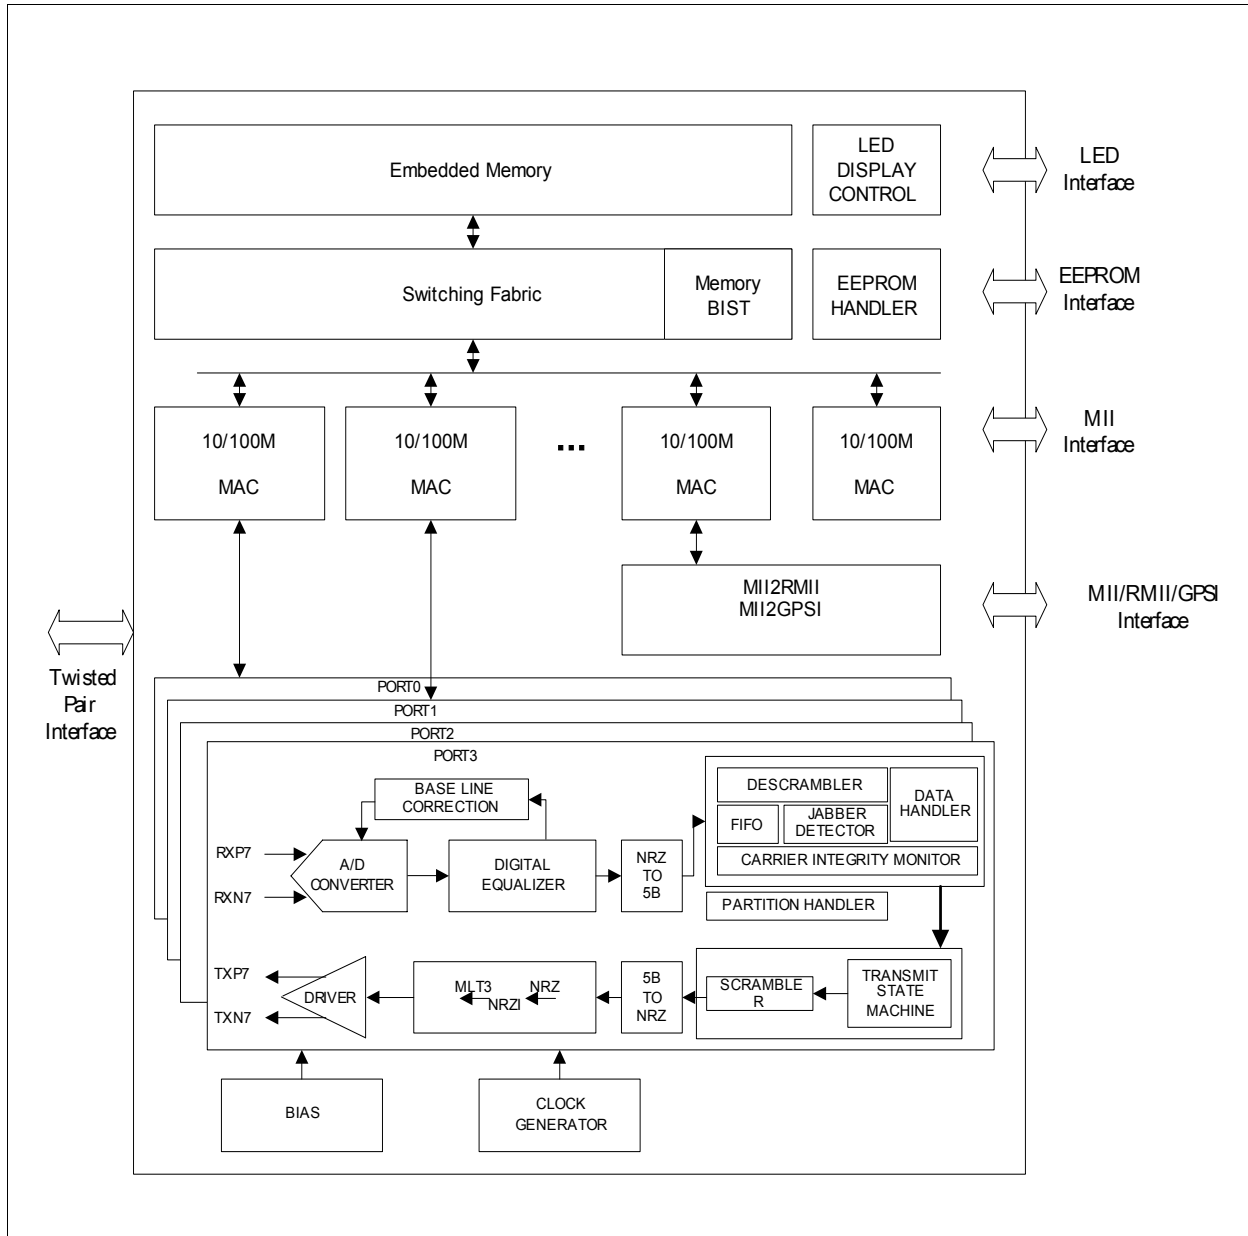 Embedded Memory
LED
DISPLAY
CONTROL
LED
Interface
Switching Fabric
Memory
BIST
EEPROM
HANDLER
EEPROM
Interface
10/100M
MAC
10/100M
MAC
...
10/100M
MAC
10/100M
MAC
MII
Interface
MII2RMII
MII2GPSI
MII/RMII/GPSI
Interface
Twisted
Pair
Interface
PORT0
PORT1
PORT2
PORT3
BASE LINE
CORRECTION
DESCRAMBLER
DATA
HANDLER
FIFO
JABBER
DETECTOR
CARRIER INTEGRITY MONITOR
RXP7
RXN7
A/D
CONVERTER
DIGITAL
EQUALIZER
NRZ
TO
5B
PARTITION HANDLER
TXP7
TXN7
DRIVER
MLT3
NRZI
NRZ
5B
TO
NRZ
SCRAMBLE
R
TRANSMIT
STATE
MACHINE
BIAS
CLOCK
GENERATOR